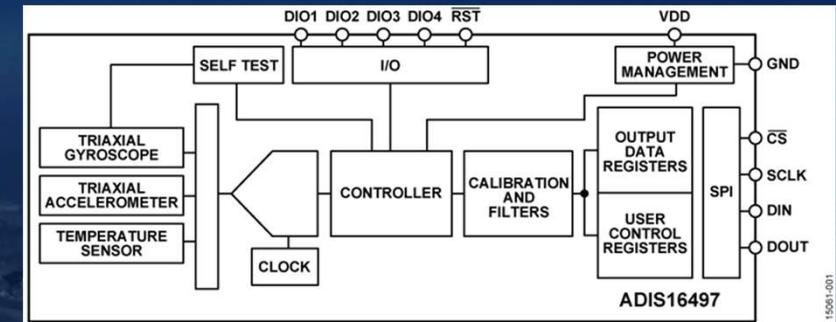 DIO1 DIO2 DIO3 DIO4 RST VDD
SELF TEST
I/O
POWER
MANAGEMENT
GND
TRIAXIAL
GYROSCOPE
TRIAXIAL
ACCELEROMETER
TEMPERATURE
SENSOR
CLOCK
CONTROLLER
CALIBRATION
AND
FILTERS
OUTPUT
DATA
REGISTERS
USER
CONTROL
REGISTERS
SPI
CS
SCLK
DIN
DOUT
ADIS16497
15061-001